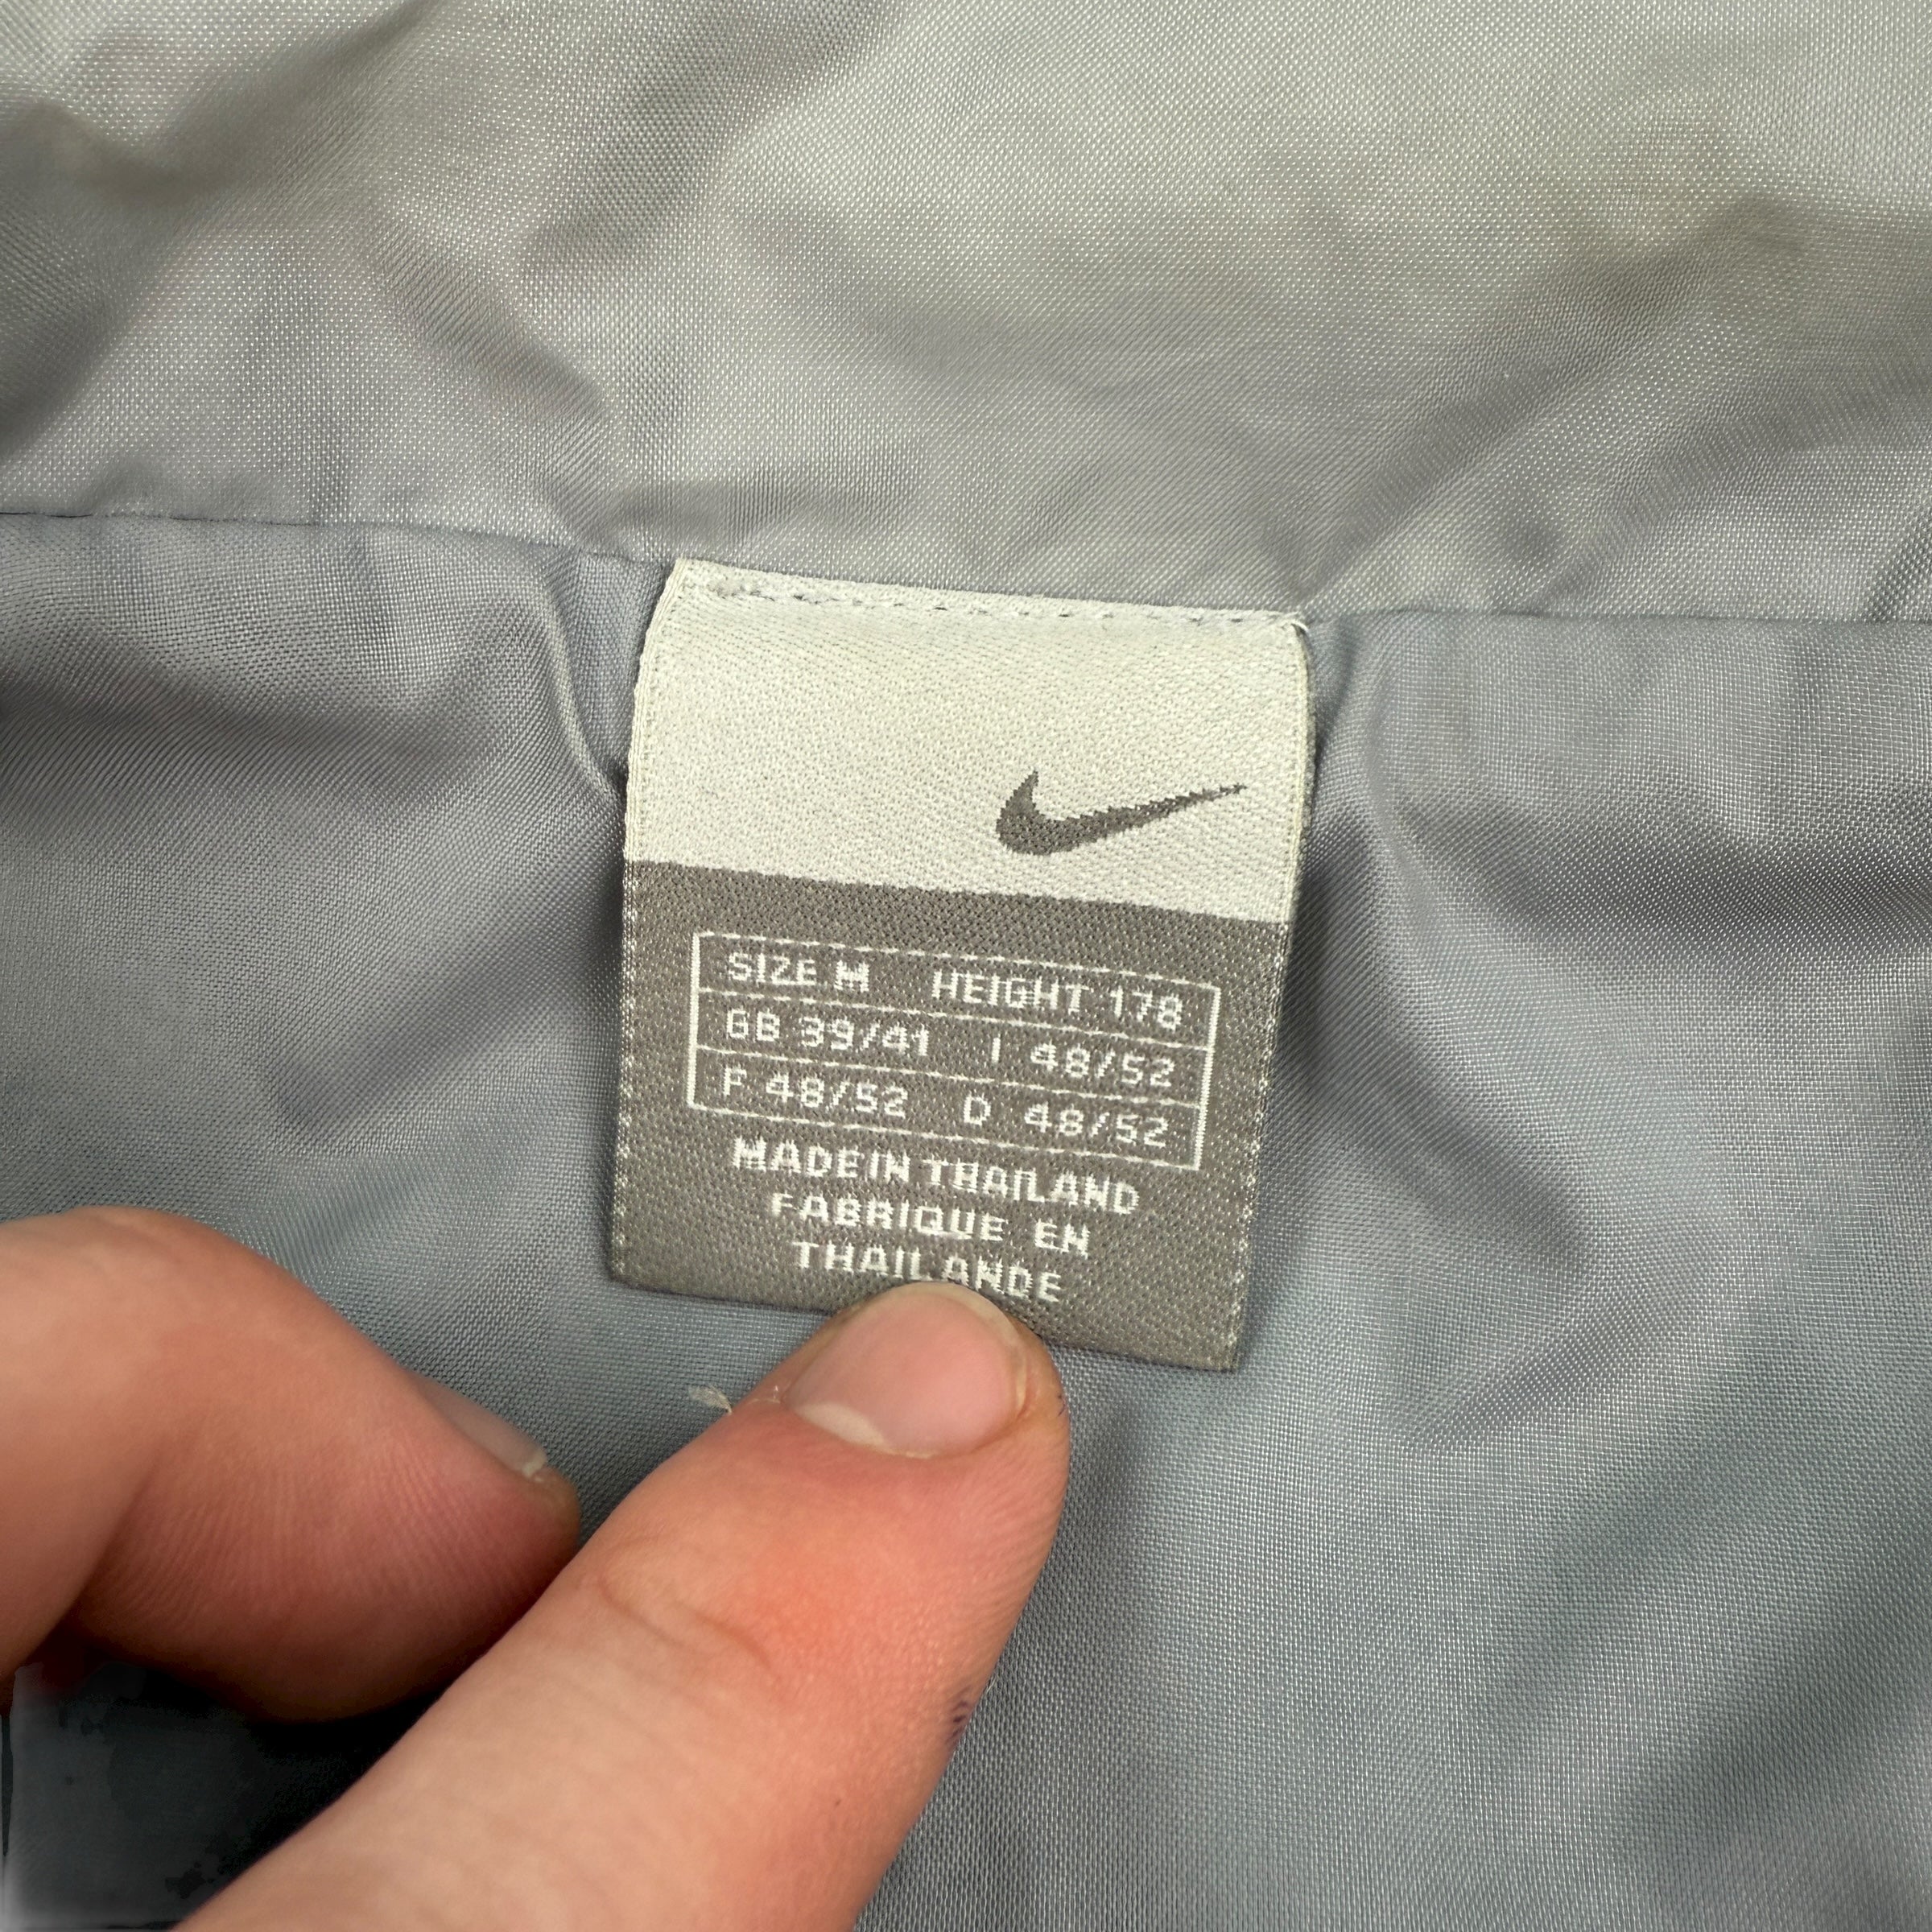 SIZE M HEIGHT 178
GB 39/41 I 48/52
F 48/52 D 48/52
MADE IN THAILAND
FABRIQUE EN
THAILANDE